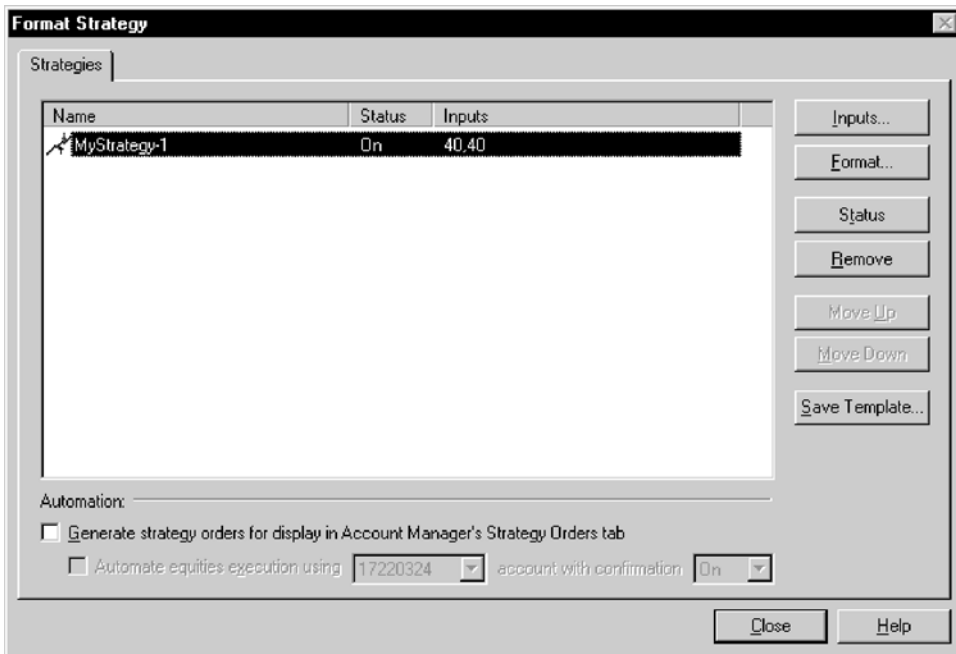 Format Strategy
Strategies
Name Status Inputs
MyStrategy-1 On 40,40
Inputs...
Format...
Status
Remove
Move Up
Move Down
Save Template...
Automation:
Generate strategy orders for display in Account Manager's Strategy Orders tab
Automate equities execution using 17220324 account with confirmation On
Close Help